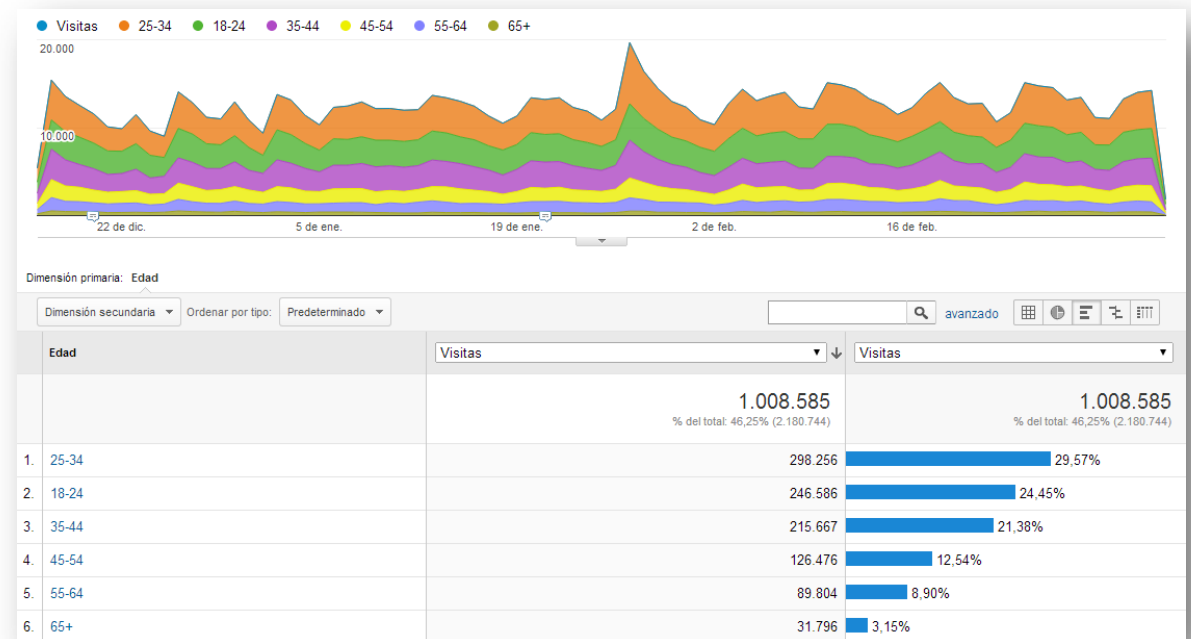 Visitas 25-34 18-24 35-44 45-54 55-64 65+
20.000
10.000
22 de dic. 5 de ene. 19 de ene. 2 de feb. 16 de feb.
Dimensión primaria: Edad
Dimensión secundaria Ordenar por tipo: Predeterminado avanzado
Edad Visitas Visitas
1.008.585 1.008.585
% del total: 46,25% (2.180.744) % del total: 46,25% (2.180.744)
1. 25-34 298.256 29,57%
2. 18-24 246.586 24,45%
3. 35-44 215.667 21,38%
4. 45-54 126.476 12,54%
5. 55-64 89.804 8,90%
6. 65+ 31.796 3,15%